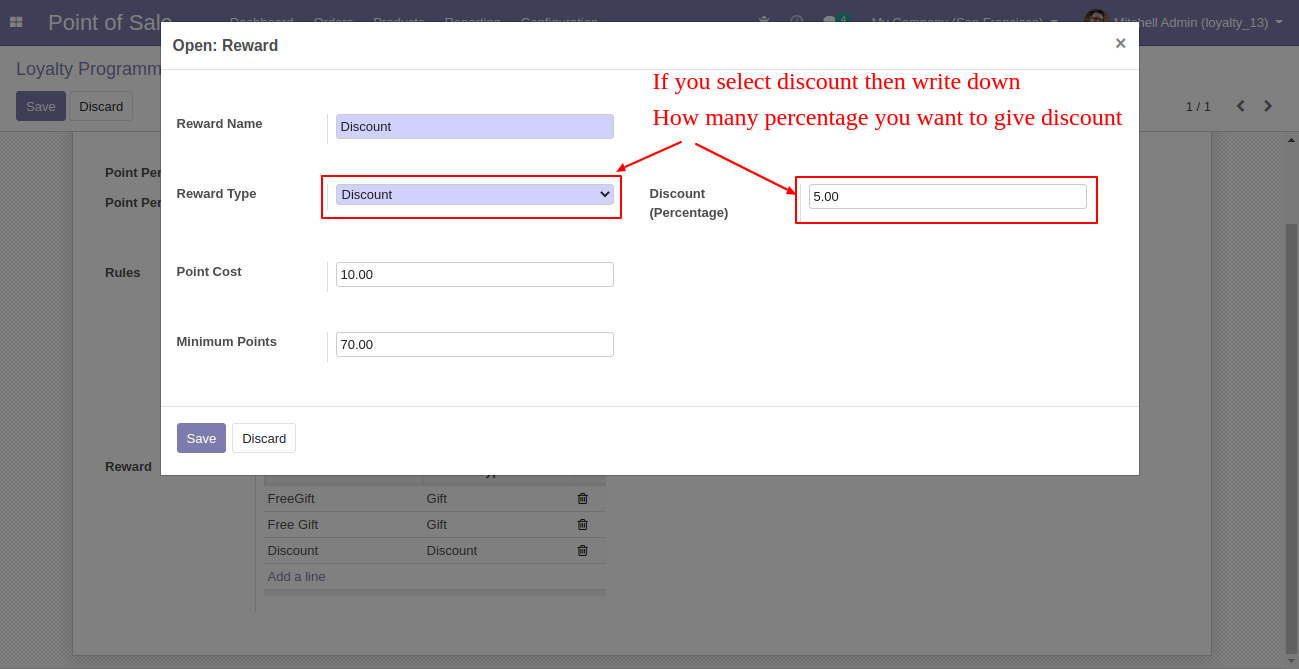 Point of Sale
Dashboard Orders Products Reporting Configuration
4 My Company (San Francisco) Mitchell Admin (loyalty_13)
Loyalty Programm
Save Discard
1 / 1
Open: Reward
×
If you select discount then write down
How many percentage you want to give discount
Reward Name Discount
Reward Type Discount
Discount
(Percentage)
5.00
Point Cost 10.00
Minimum Points 70.00
Save Discard
Point Per
Point Per
Rules
Reward
FreeGift Gift
Free Gift Gift
Discount Discount
Add a line